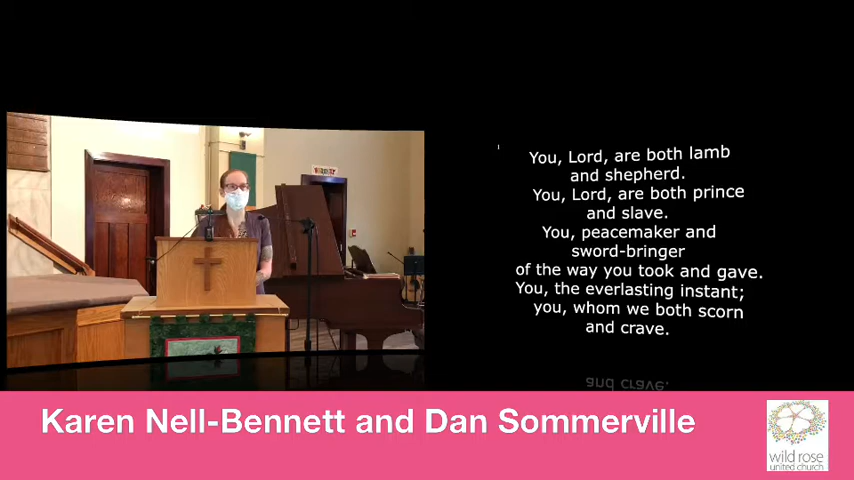 You, Lord, are both lamb
and shepherd.
You, Lord, are both prince
and slave.
You, peacemaker and
sword-bringer
of the way you took and gave.
You, the everlasting instant;
you, whom we both scorn
and crave.
and crave.
Karen Nell-Bennett and Dan Sommerville
wild rose
united church